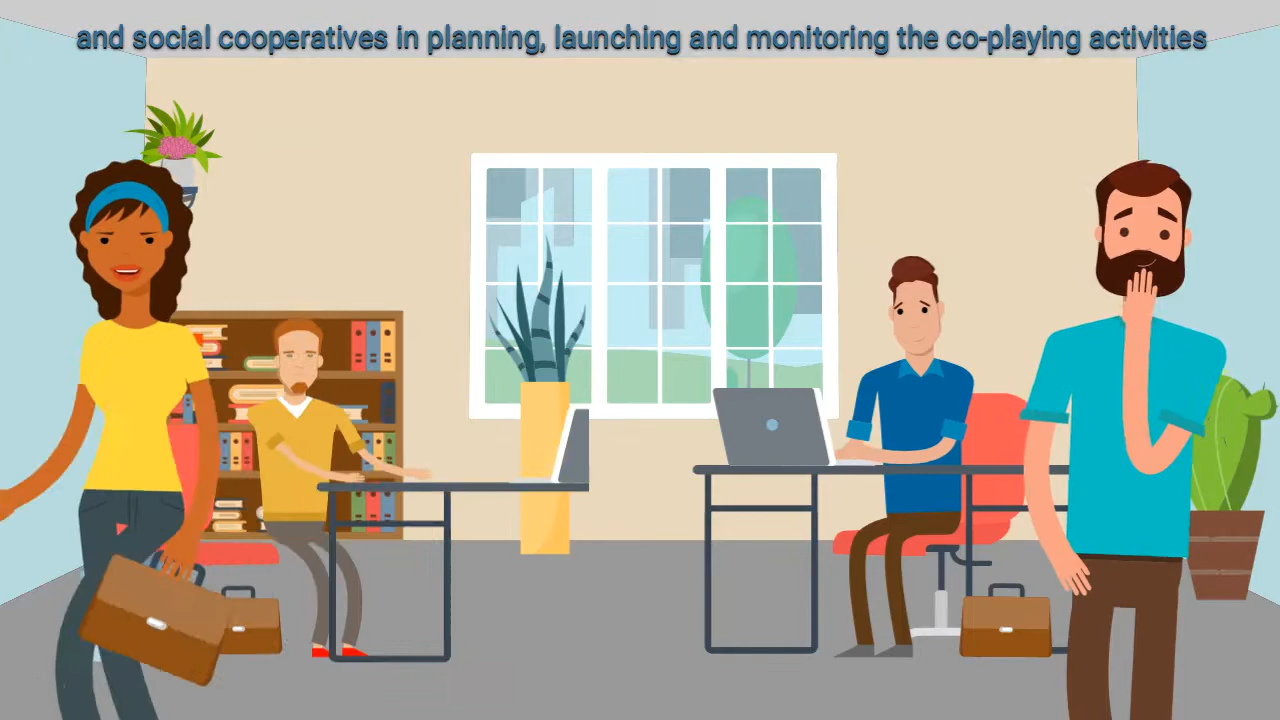 and social cooperatives in planning, launching and monitoring the co-playing activities